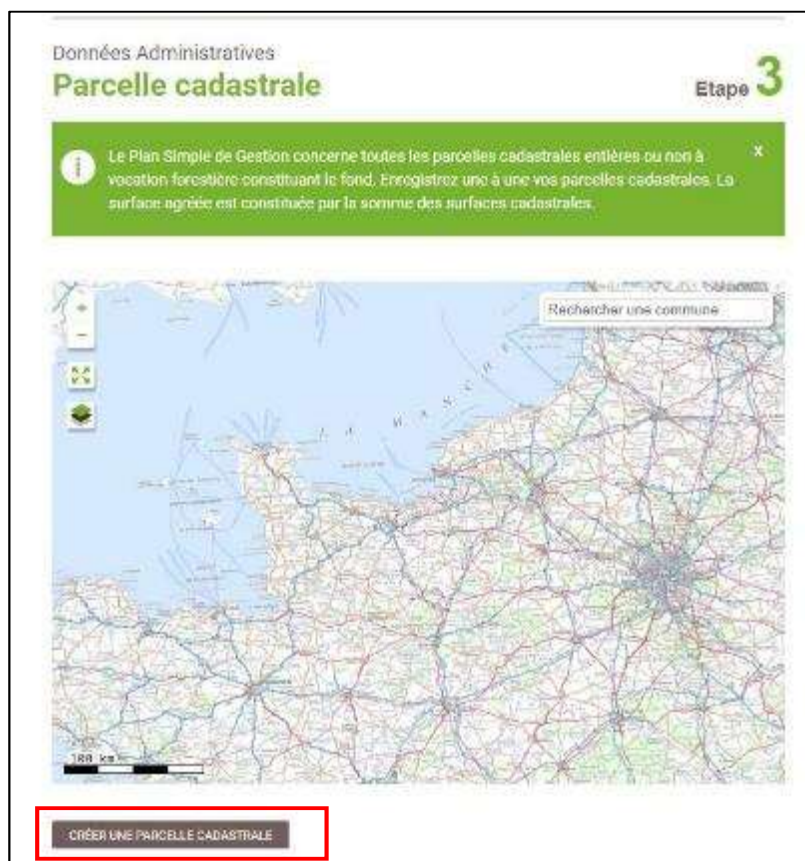 Données Administratives
Parcelle cadastrale
Etape 3
Le Plan Simple de Gestion concerne toutes les parcelles cadastrales entières ou non à
vocation forestière constituant le fond. Enregistrez une à une vos parcelles cadastrales. La
surface agréée est constituée par la somme des surfaces cadastrales.
x
+
-
Rechercher une commune
LA MANCHE
100 km
CRÉER UNE PARCELLE CADASTRALE